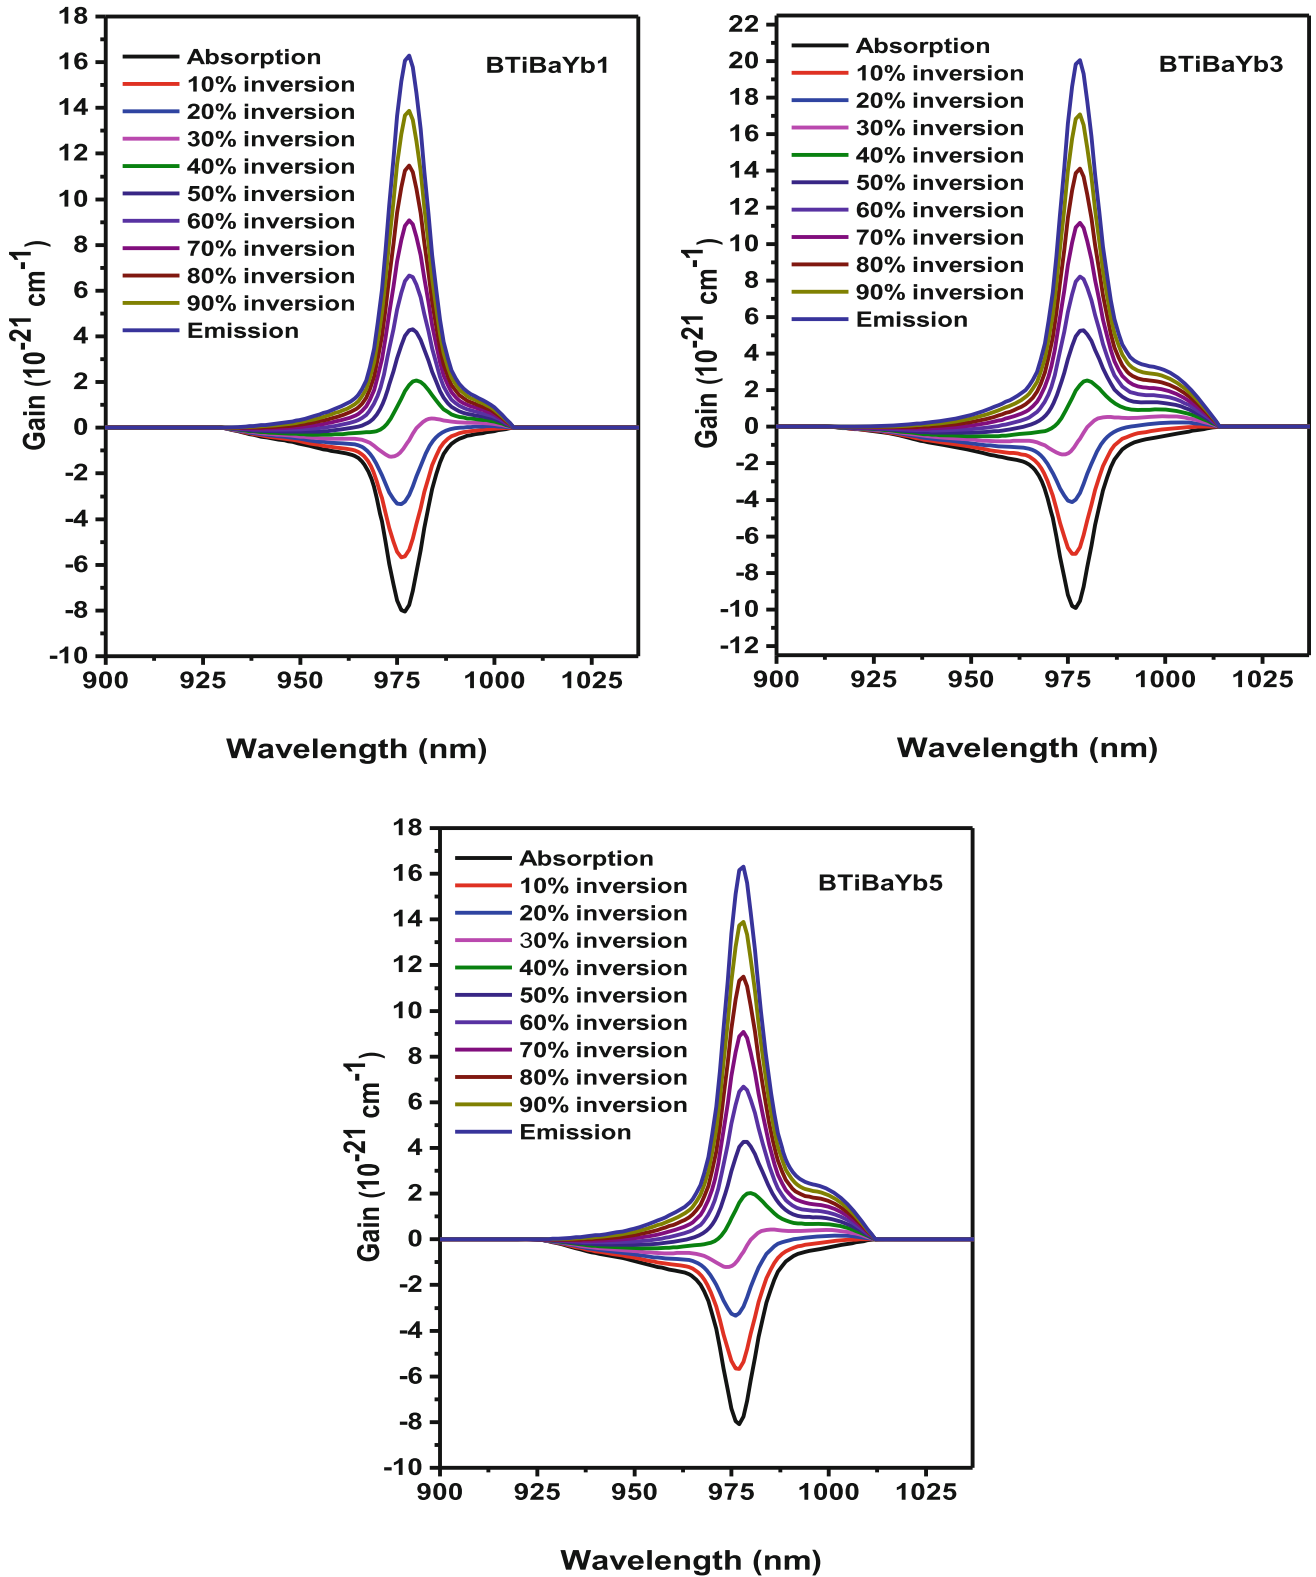 BTiBaYb1
Absorption
10% inversion
20% inversion
30% inversion
40% inversion
50% inversion
60% inversion
70% inversion
80% inversion
90% inversion
Emission
18
16
14
12
10
8
6
4
2
0
-2
-4
-6
-8
-10
Gain (10-21 cm-1)
900 925 950 975 1000 1025
Wavelength (nm)
BTiBaYb3
Absorption
10% inversion
20% inversion
30% inversion
40% inversion
50% inversion
60% inversion
70% inversion
80% inversion
90% inversion
Emission
22
20
18
16
14
12
10
8
6
4
2
0
-2
-4
-6
-8
-10
-12
Gain (10-21 cm-1)
900 925 950 975 1000 1025
Wavelength (nm)
BTiBaYb5
Absorption
10% inversion
20% inversion
30% inversion
40% inversion
50% inversion
60% inversion
70% inversion
80% inversion
90% inversion
Emission
18
16
14
12
10
8
6
4
2
0
-2
-4
-6
-8
-10
Gain (10-21 cm-1)
900 925 950 975 1000 1025
Wavelength (nm)